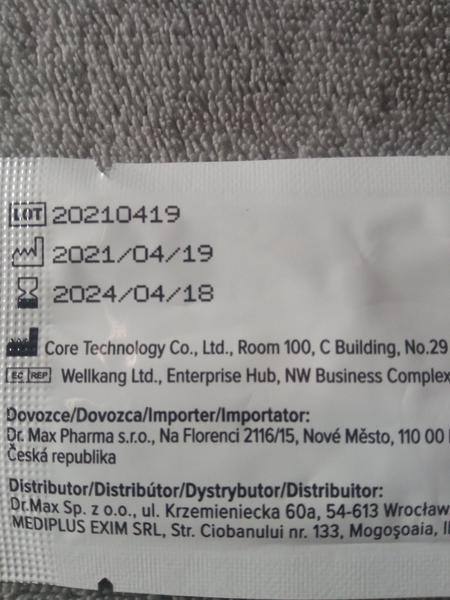 LOT 20210419
2021/04/19
2024/04/18
Core Technology Co., Ltd., Room 100, C Building, No.29
EC REP Wellkang Ltd., Enterprise Hub, NW Business Complex
Dovozce/Dovozca/Importer/Importator:
Dr. Max Pharma s.r.o., Na Florenci 2116/15, Nové Město, 110 00
Česká republika
Distributor/Distribútor/Dystrybutor/Distribuitor:
Dr.Max Sp. z o.o., ul. Krzemieniecka 60a, 54-613 Wrocław
MEDIPLUS EXIM SRL, Str. Ciobanului nr. 133, Mogoşoaia,